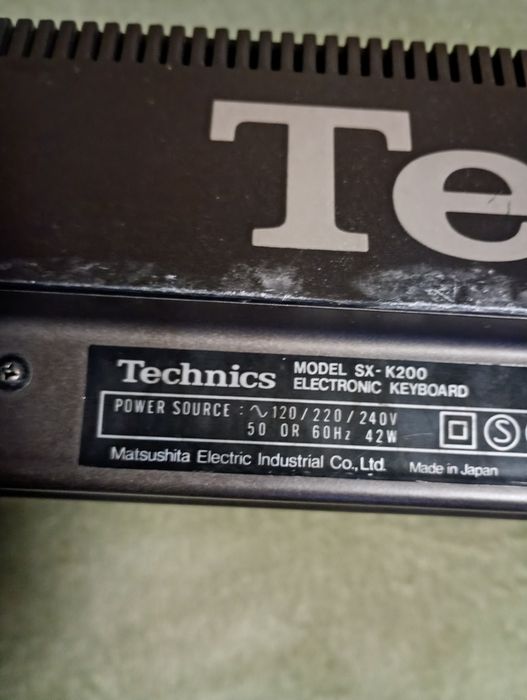 Te
Technics MODEL SX-K200
ELECTRONIC KEYBOARD
POWER SOURCE : ∿120/220/240V
50 OR 60Hz 42W
S
Matsushita Electric Industrial Co.,Ltd. Made in Japan